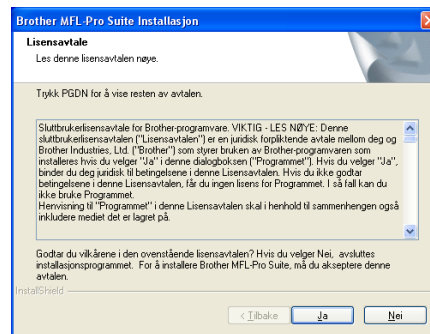 Brother MFL-Pro Suite Installasjon
Lisensavtale
Les denne lisensavtalen nøye.
Trykk PGDN for å vise resten av avtalen.
Sluttbrukerlisensavtale for Brother-programvare. VIKTIG - LES NØYE: Denne
sluttbrukerlisensavtalen ("Lisensavtalen") er en juridisk forpliktende avtale mellom deg og
Brother Industries, Ltd. ("Brother") som styrer bruken av Brother-programvaren som
installeres hvis du velger "Ja" i denne dialogboksen ("Programmet"). Hvis du velger "Ja",
binder du deg juridisk til betingelsene i denne Lisensavtalen. Hvis du ikke godtar
betingelsene i denne Lisensavtalen, får du ingen lisens for Programmet. I så fall kan du
ikke bruke Programmet.
Henvisning til "Programmet" i denne Lisensavtalen skal i henhold til sammenhengen også
inkludere mediet det er lagret på.
Godtar du vilkårene i den ovenstående lisensavtalen? Hvis du velger Nei, avsluttes
installasjonsprogrammet. For å installere Brother MFL-Pro Suite, må du akseptere denne
avtalen.
InstallShield
< Tilbake Ja Nei